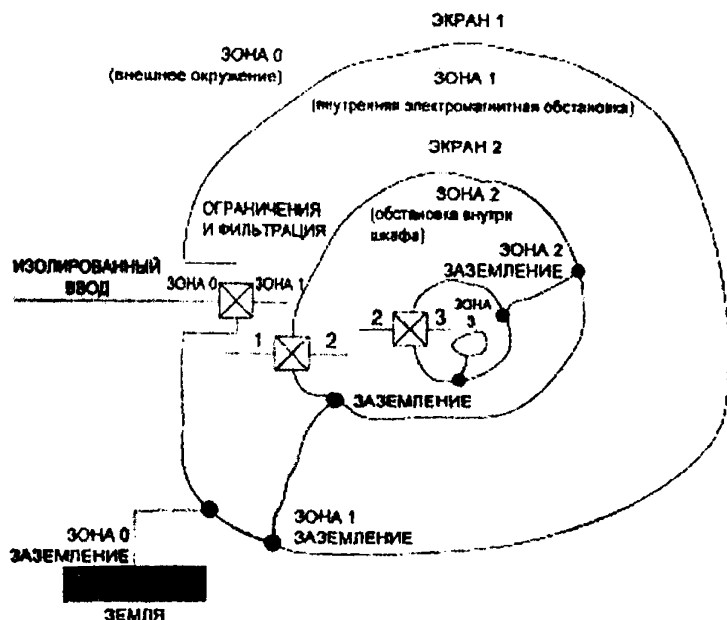 ЭКРАН 1
ЗОНА 0
(внешнее окружение)
ЗОНА 1
(внутренняя электромагнитная обстановка)
ЭКРАН 2
ЗОНА 2
(обстановка внутри
шкафа)
ОГРАНИЧЕНИЯ
И ФИЛЬТРАЦИЯ
ЗОНА 2
ЗАЗЕМЛЕНИЕ
ИЗОЛИРОВАННЫЙ
ВВОД
ЗОНА 0
ЗОНА 1
ЗОНА
3
2
3
1
2
ЗАЗЕМЛЕНИЕ
ЗОНА 1
ЗАЗЕМЛЕНИЕ
ЗОНА 0
ЗАЗЕМЛЕНИЕ
ЗЕМЛЯ